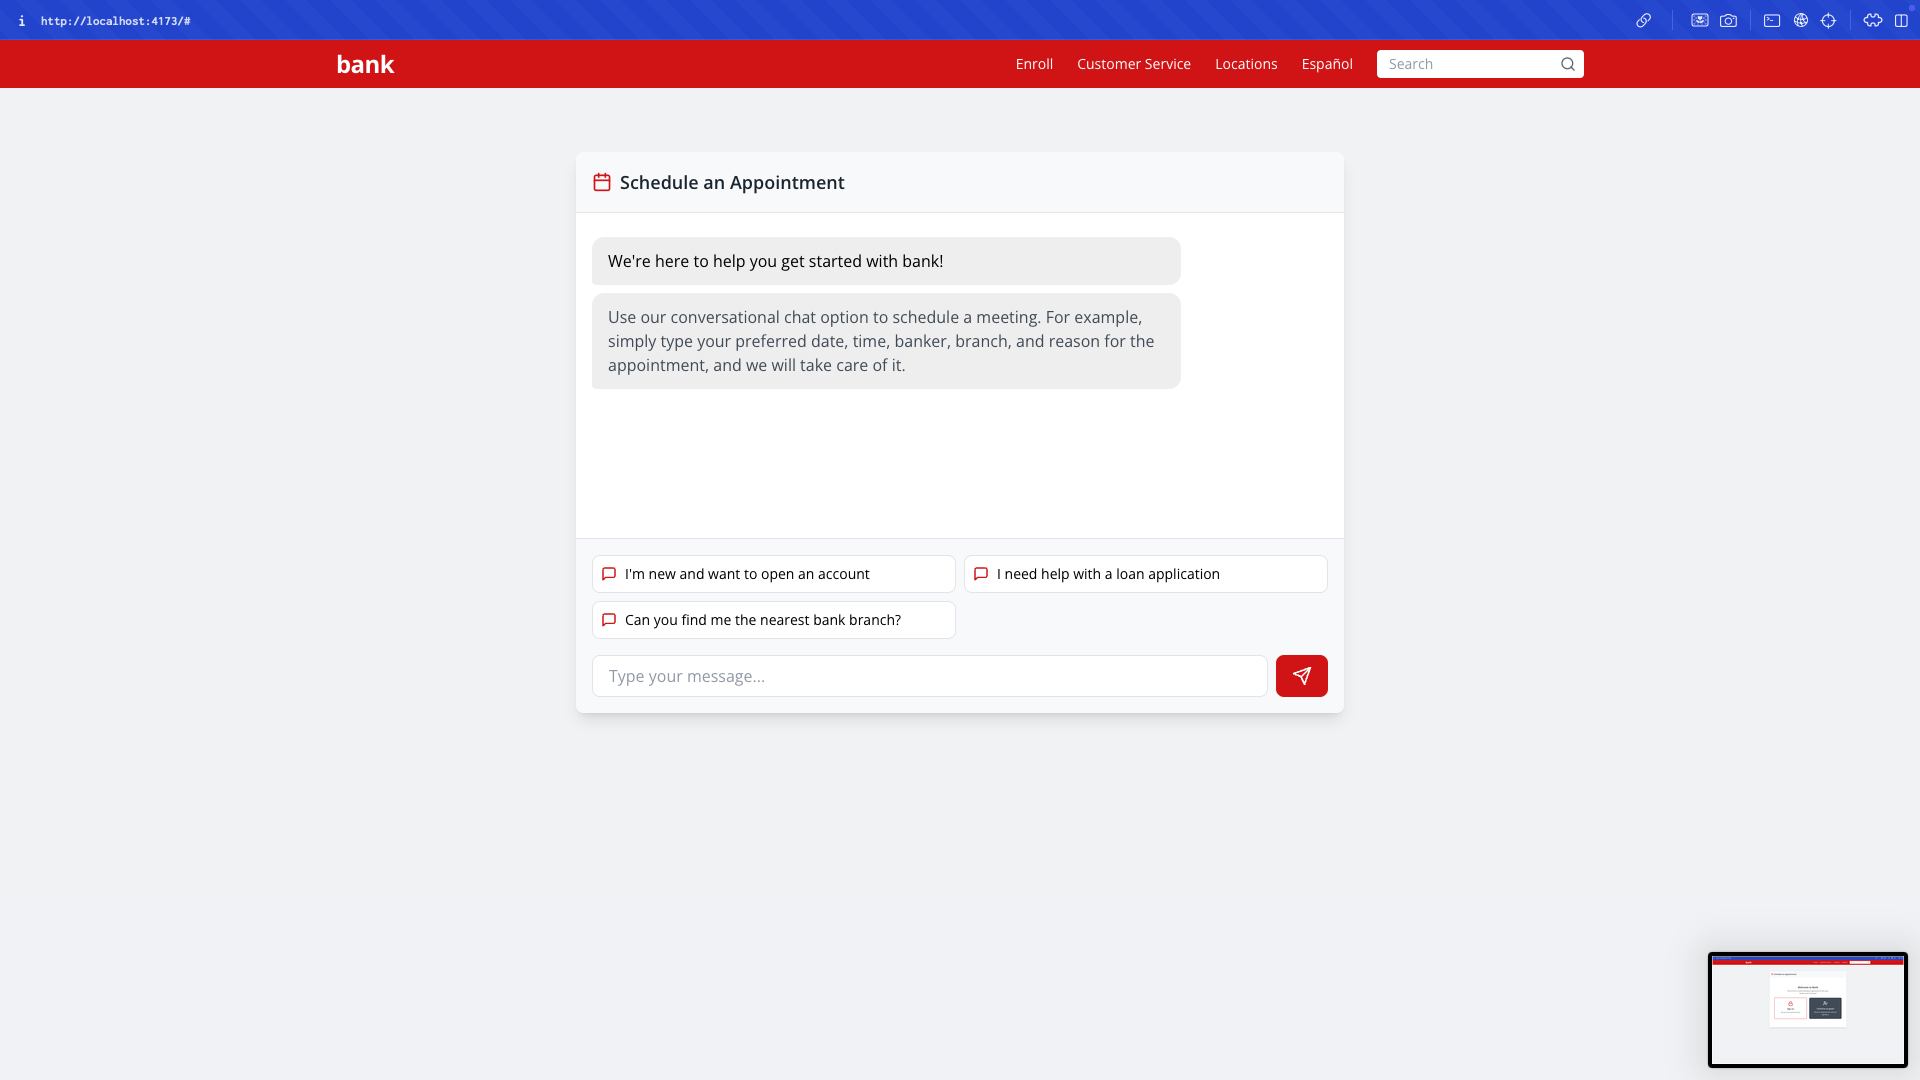 i http://localhost:4173/#
bank
Enroll Customer Service Locations Español Search
Schedule an Appointment
We're here to help you get started with bank!
Use our conversational chat option to schedule a meeting. For example,
simply type your preferred date, time, banker, branch, and reason for the
appointment, and we will take care of it.
I'm new and want to open an account
I need help with a loan application
Can you find me the nearest bank branch?
Type your message...